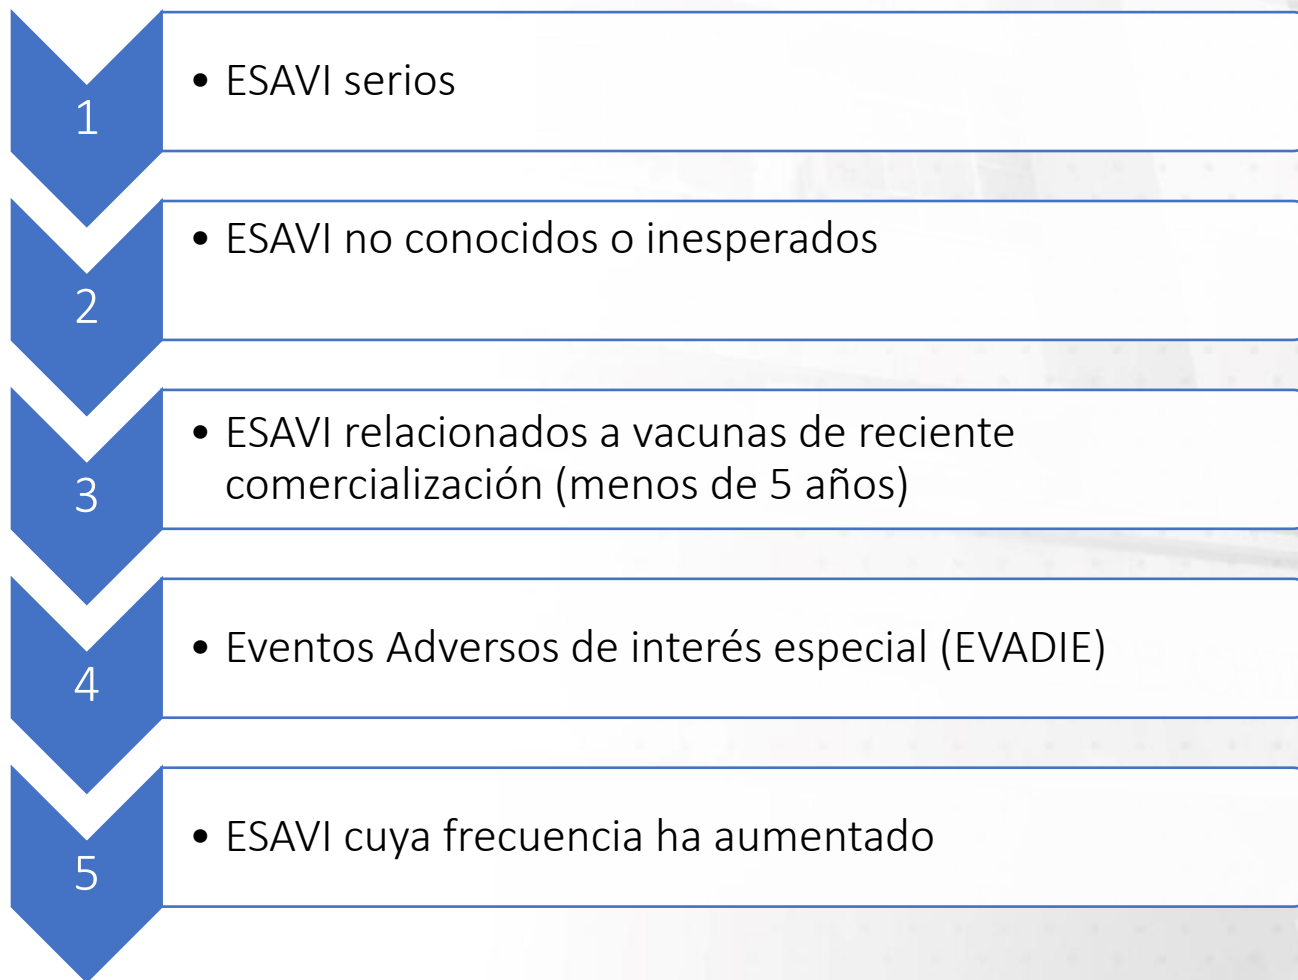 1
• ESAVI serios
2
• ESAVI no conocidos o inesperados
3
• ESAVI relacionados a vacunas de reciente
comercialización (menos de 5 años)
4
• Eventos Adversos de interés especial (EVADIE)
5
• ESAVI cuya frecuencia ha aumentado